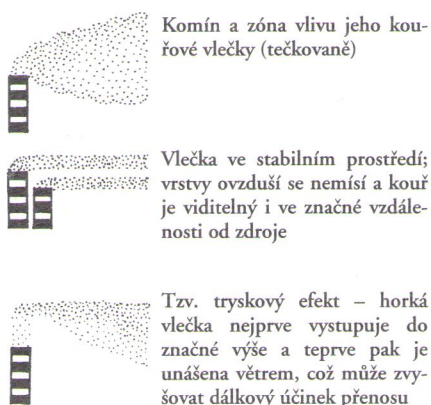 Komín a zóna vlivu jeho kou-
řové vlečky (tečkovaně)
Vlečka ve stabilním prostředí;
vrstvy ovzduší se nemísí a kouř
je viditelný i ve značné vzdále-
nosti od zdroje
Tzv. tryskový efekt – horká
vlečka nejprve vystupuje do
značné výše a teprve pak je
unášena větrem, což může zvy-
šovat dálkový účinek přenosu